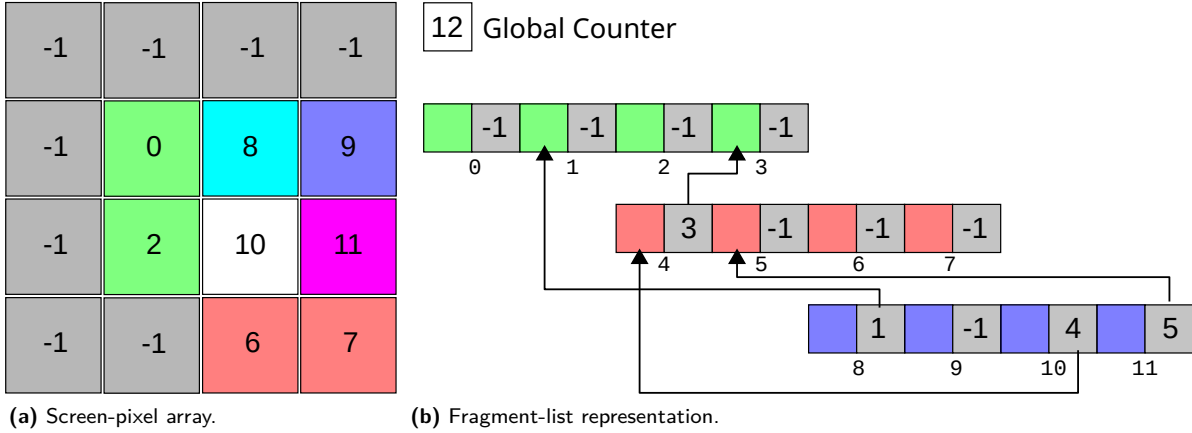 -1 -1 -1 -1
-1 0 8 9
-1 2 10 11
-1 -1 6 7
(a) Screen-pixel array.
12 Global Counter
-1 -1 -1 -1
0 1 2 3
3 -1 -1 -1
4 5 6 7
1 -1 4 5
8 9 10 11
(b) Fragment-list representation.